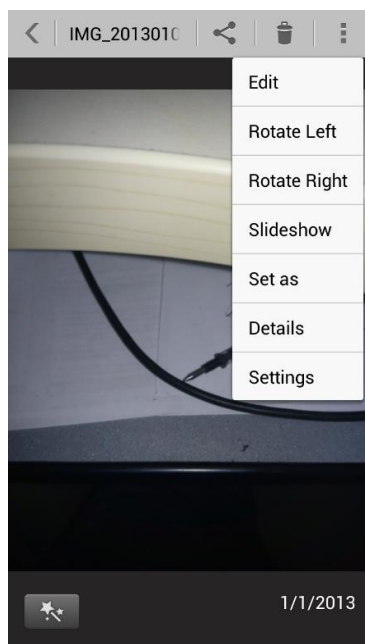 IMG_2013010
Edit
Rotate Left
Rotate Right
Slideshow
Set as
Details
Settings
1/1/2013